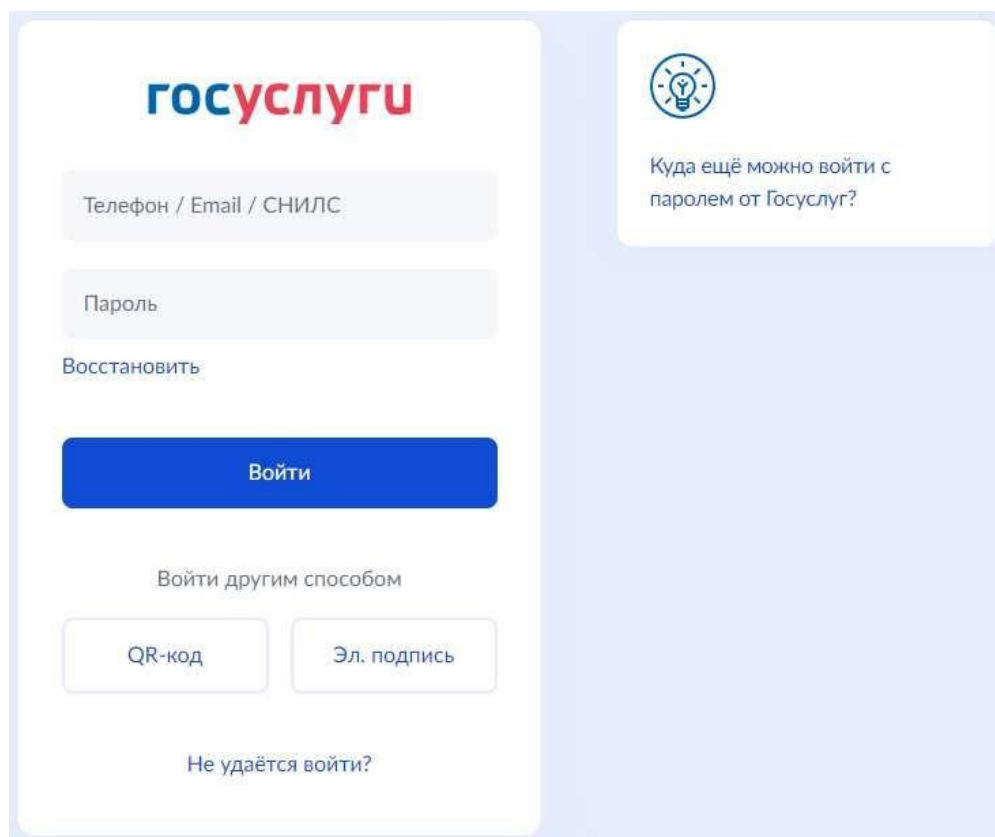 госуслуги
Телефон / Email / СНИЛС
Пароль
Восстановить
Войти
Войти другим способом
QR-код
Эл. подпись
Не удаётся войти?
Куда ещё можно войти с
паролем от Госуслуг?